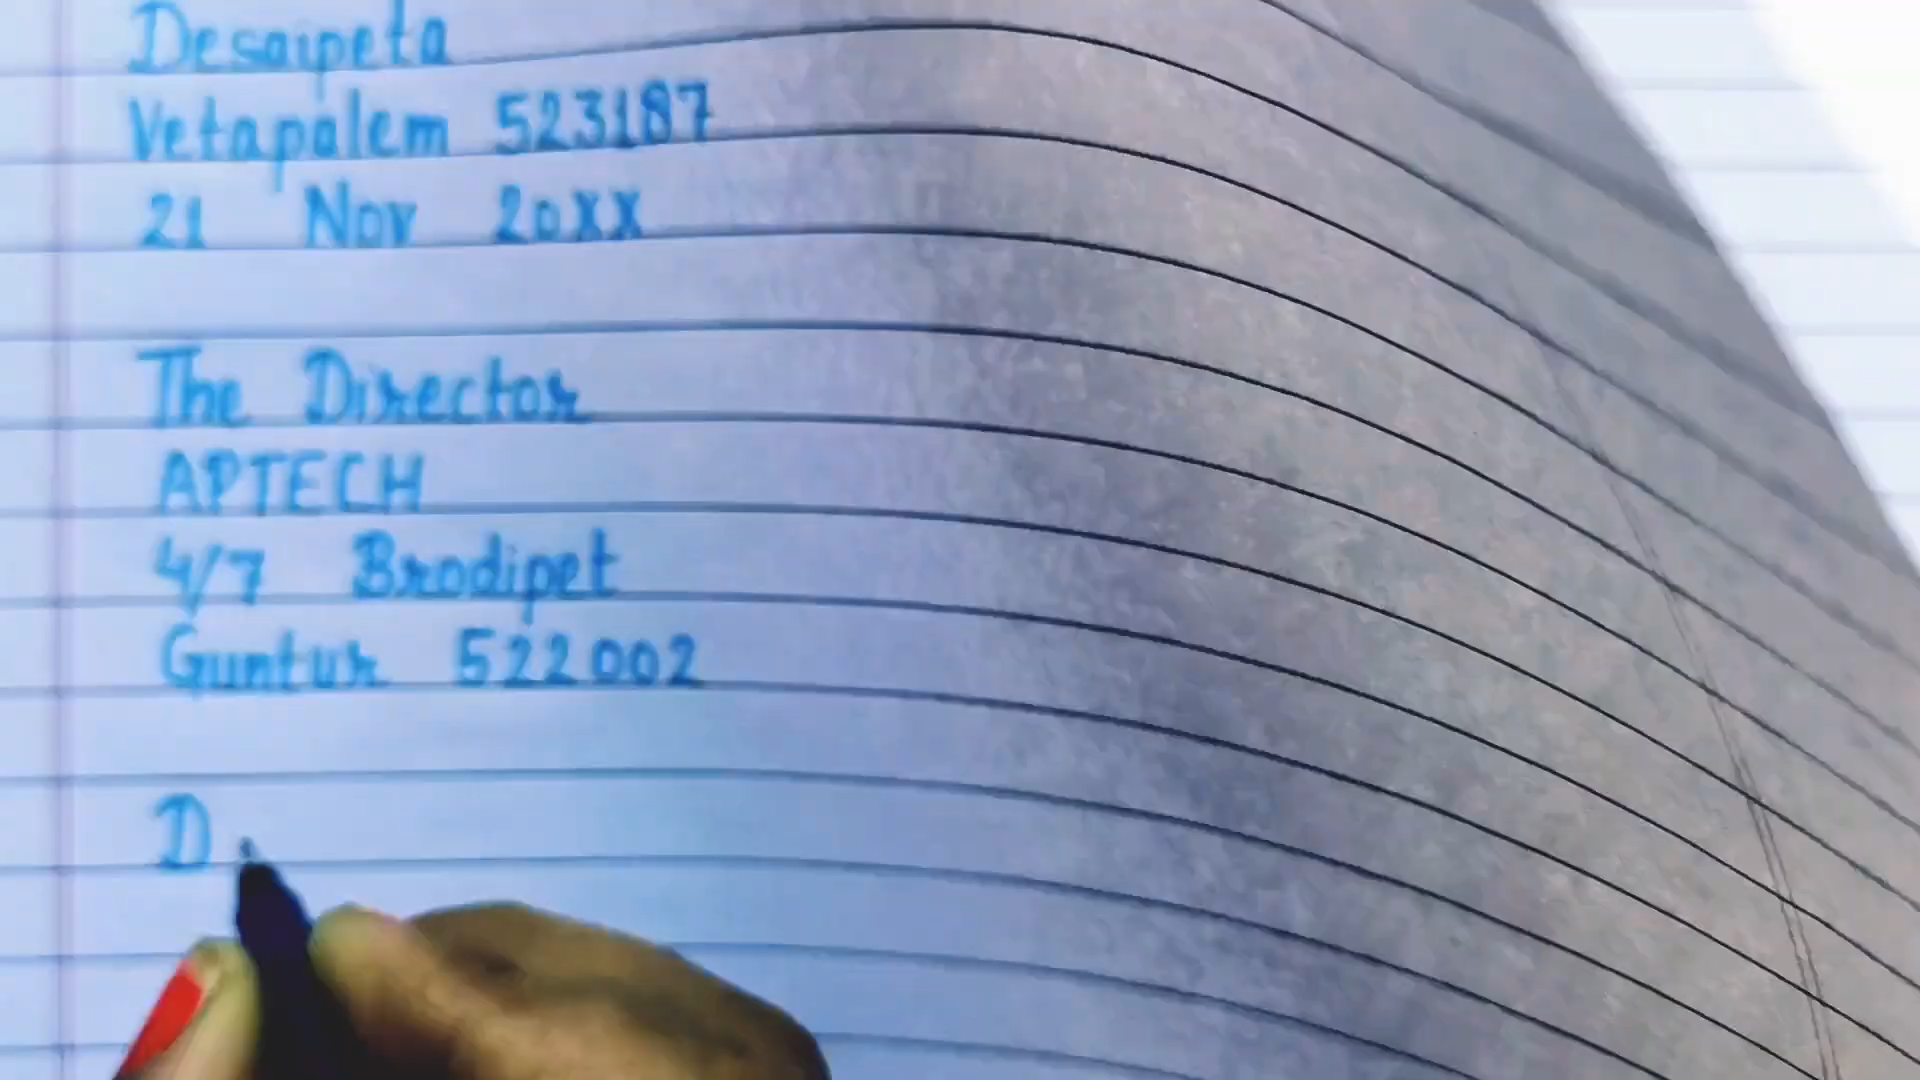 Desaipeta
Vetapalem 523187
21 Nov 20XX
The Director
APTECH
4/7 Brodipet
Guntur 522002
D